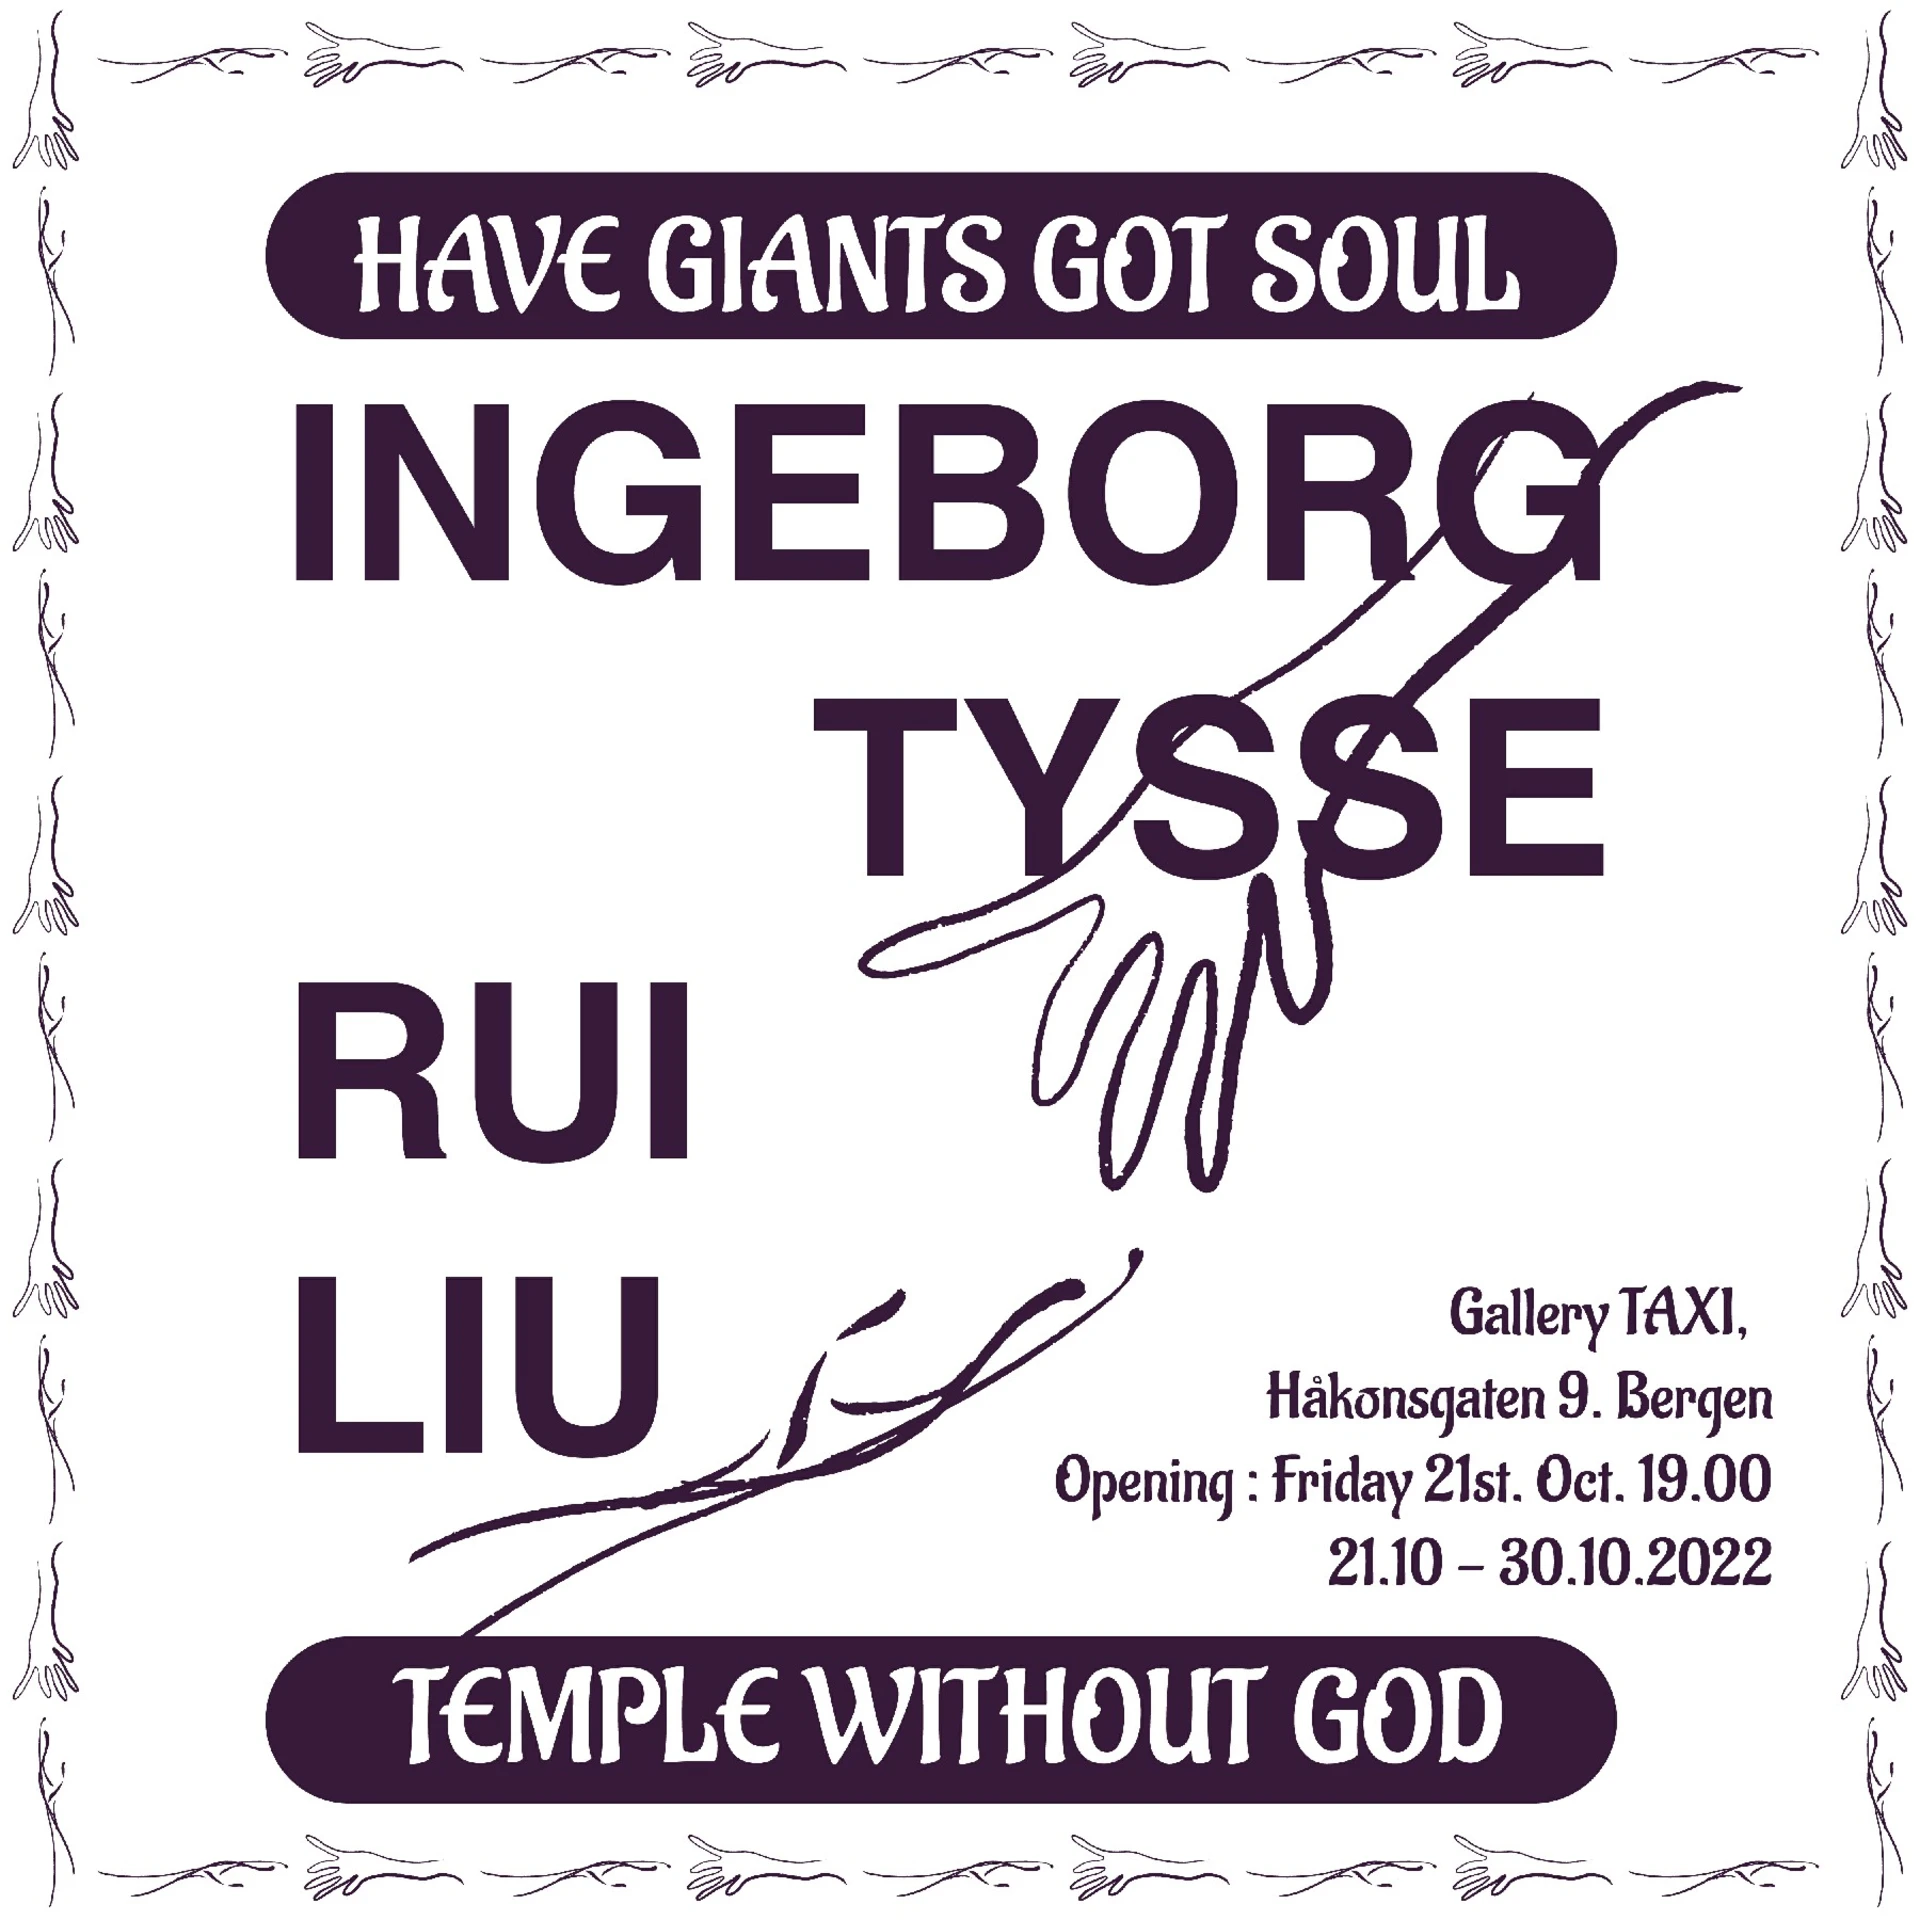 HAVE GIANTS GOT SOUL
INGEBORG
TYSSE
RUI
LIU
Gallery TAXI,
Håkonsgaten 9. Bergen
Opening : Friday 21st. Oct. 19.00
21.10 – 30.10.2022
TEMPLE WITHOUT GOD